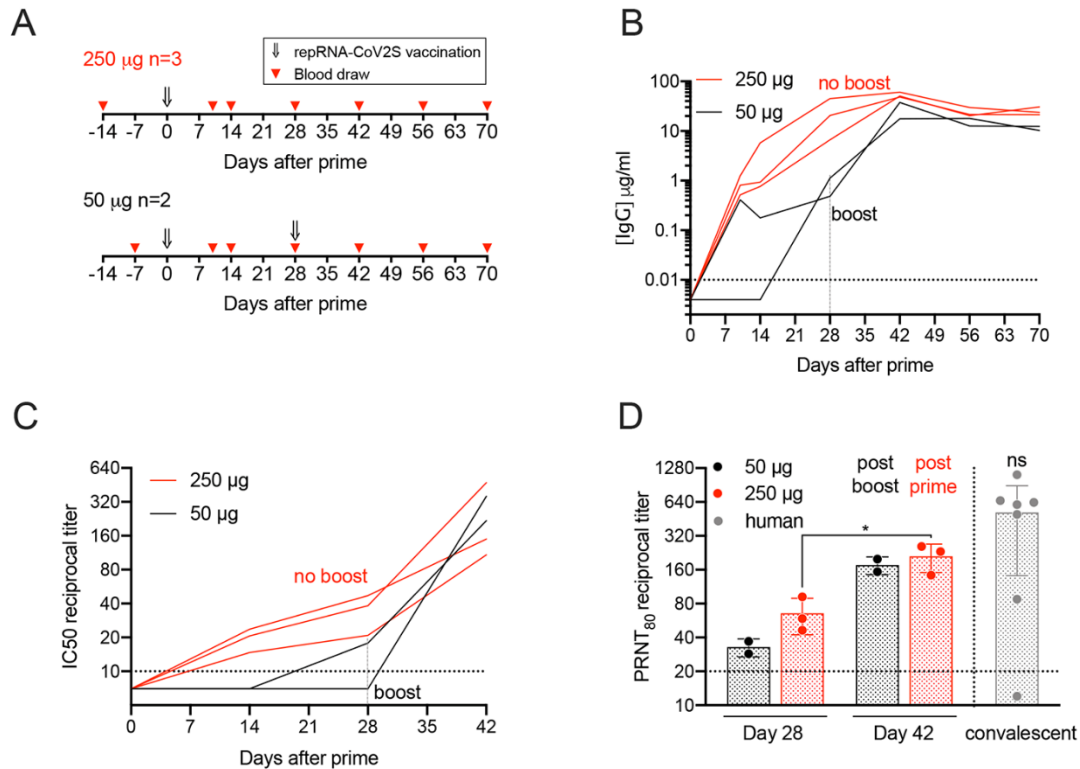 A
250 µg n=3
⇓ repRNA-CoV2S vaccination
▼ Blood draw
-14 -7 0 7 14 21 28 35 42 49 56 63 70
Days after prime
50 µg n=2
-14 -7 0 7 14 21 28 35 42 49 56 63 70
Days after prime
B
250 µg
50 µg
no boost
boost
[IgG] µg/ml
100
10
1
0.1
0.01
0 7 14 21 28 35 42 49 56 63 70
Days after prime
C
250 µg
50 µg
no boost
boost
IC50 reciprocal titer
640
320
160
80
40
20
10
0 7 14 21 28 35 42
Days after prime
D
50 µg
250 µg
human
post
boost
post
prime
ns
*
PRNT80 reciprocal titer
1280
640
320
160
80
40
20
10
Day 28 Day 42 convalescent